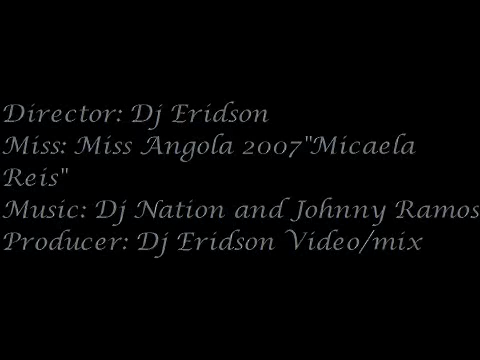 Director: Dj Eridson
Miss: Miss Angola 2007"Micaela
Reis"
Music: Dj Nation and Johnny Ramos
Producer: Dj Eridson Video/mix